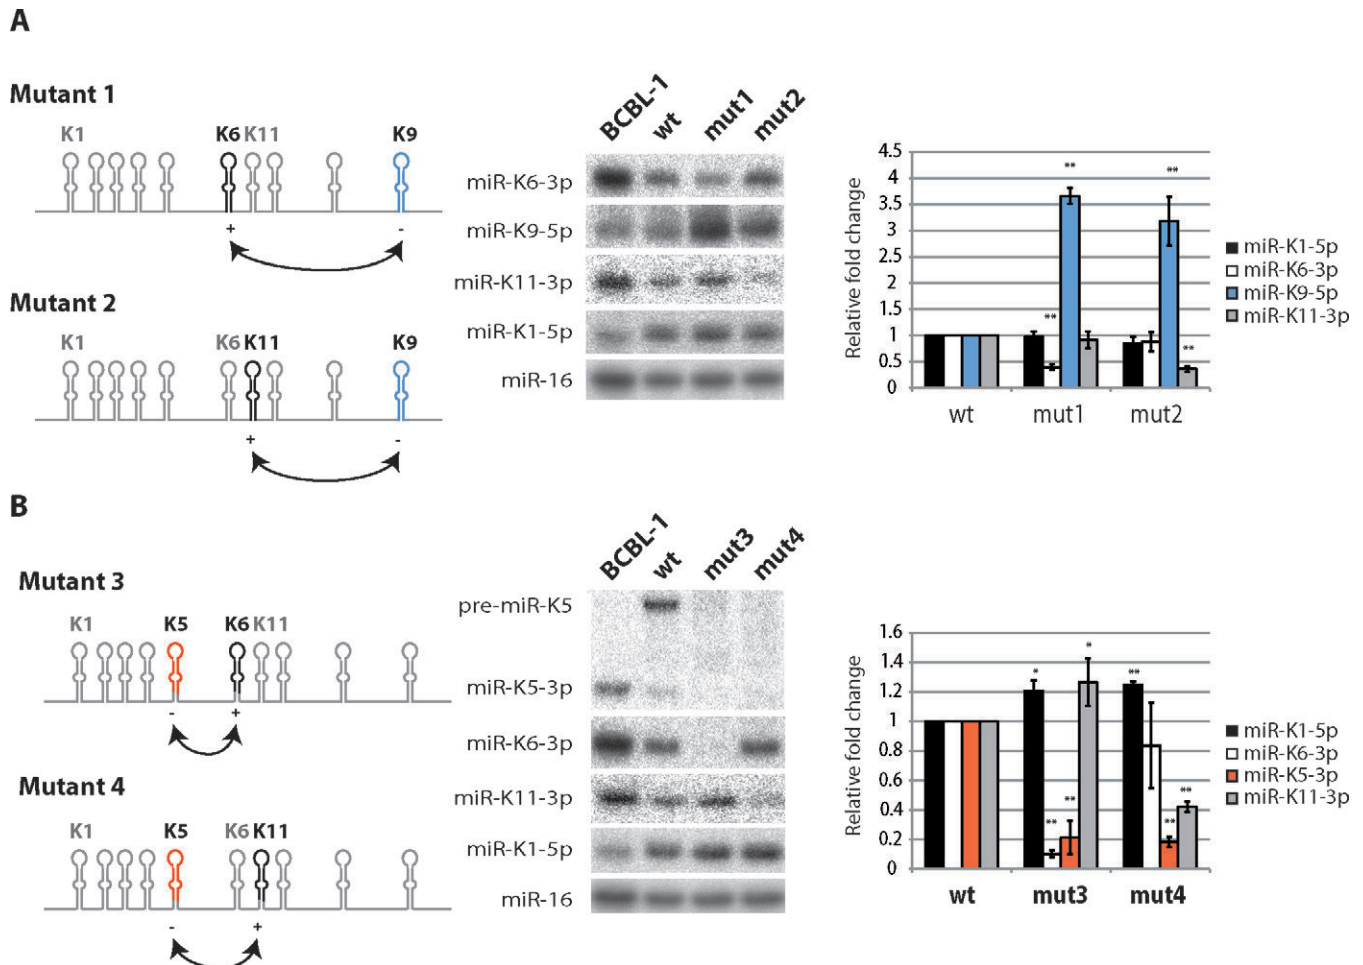 A
Mutant 1
K1 K6 K11 K9
+ -
Mutant 2
K1 K6 K11 K9
+ -
BCBL-1 wt mut1 mut2
miR-K6-3p
miR-K9-5p
miR-K11-3p
miR-K1-5p
miR-16
Relative fold change
4.5
4
3.5
3
2.5
2
1.5
1
0.5
0
** ** ** **
wt mut1 mut2
miR-K1-5p
miR-K6-3p
miR-K9-5p
miR-K11-3p
B
Mutant 3
K1 K5 K6 K11
- +
Mutant 4
K1 K5 K6 K11
- +
BCBL-1 wt mut3 mut4
pre-miR-K5
miR-K5-3p
miR-K6-3p
miR-K11-3p
miR-K1-5p
miR-16
Relative fold change
1.6
1.4
1.2
1
0.8
0.6
0.4
0.2
0
* ** ** * ** ** **
wt mut3 mut4
miR-K1-5p
miR-K6-3p
miR-K5-3p
miR-K11-3p